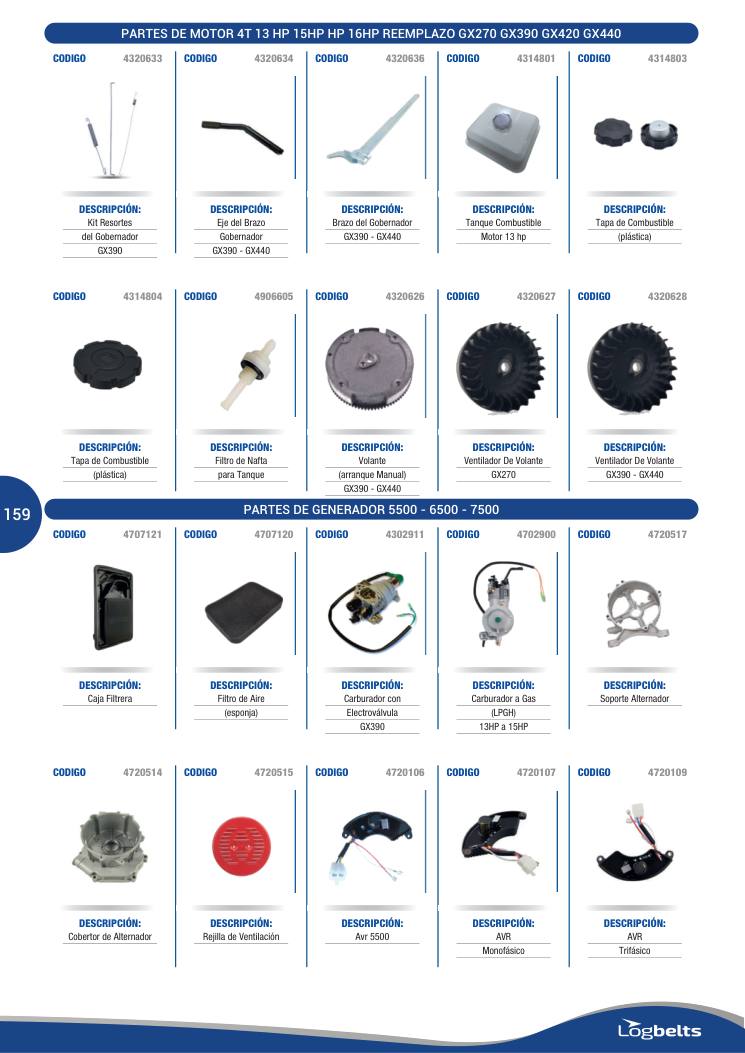 PARTES DE MOTOR 4T 13 HP 15HP HP 16HP REEMPLAZO GX270 GX390 GX420 GX440
CODIGO 4320633
DESCRIPCIÓN:
Kit Resortes
del Gobernador
GX390
CODIGO 4320634
DESCRIPCIÓN:
Eje del Brazo
Gobernador
GX390 - GX440
CODIGO 4320636
DESCRIPCIÓN:
Brazo del Gobernador
GX390 - GX440
CODIGO 4314801
DESCRIPCIÓN:
Tanque Combustible
Motor 13 hp
CODIGO 4314803
DESCRIPCIÓN:
Tapa de Combustible
(plástica)
CODIGO 4314804
DESCRIPCIÓN:
Tapa de Combustible
(plástica)
CODIGO 4906605
DESCRIPCIÓN:
Filtro de Nafta
para Tanque
CODIGO 4320626
DESCRIPCIÓN:
Volante
(arranque Manual)
GX390 - GX440
CODIGO 4320627
DESCRIPCIÓN:
Ventilador De Volante
GX270
CODIGO 4320628
DESCRIPCIÓN:
Ventilador De Volante
GX390 - GX440
159
PARTES DE GENERADOR 5500 - 6500 - 7500
CODIGO 4707121
DESCRIPCIÓN:
Caja Filtrera
CODIGO 4707120
DESCRIPCIÓN:
Filtro de Aire
(esponja)
CODIGO 4302911
DESCRIPCIÓN:
Carburador con
Electroválvula
GX390
CODIGO 4702900
DESCRIPCIÓN:
Carburador a Gas
(LPGH)
13HP a 15HP
CODIGO 4720517
DESCRIPCIÓN:
Soporte Alternador
CODIGO 4720514
DESCRIPCIÓN:
Cobertor de Alternador
CODIGO 4720515
DESCRIPCIÓN:
Rejilla de Ventilación
CODIGO 4720106
DESCRIPCIÓN:
Avr 5500
CODIGO 4720107
DESCRIPCIÓN:
AVR
Monofásico
CODIGO 4720109
DESCRIPCIÓN:
AVR
Trifásico
Logbelts